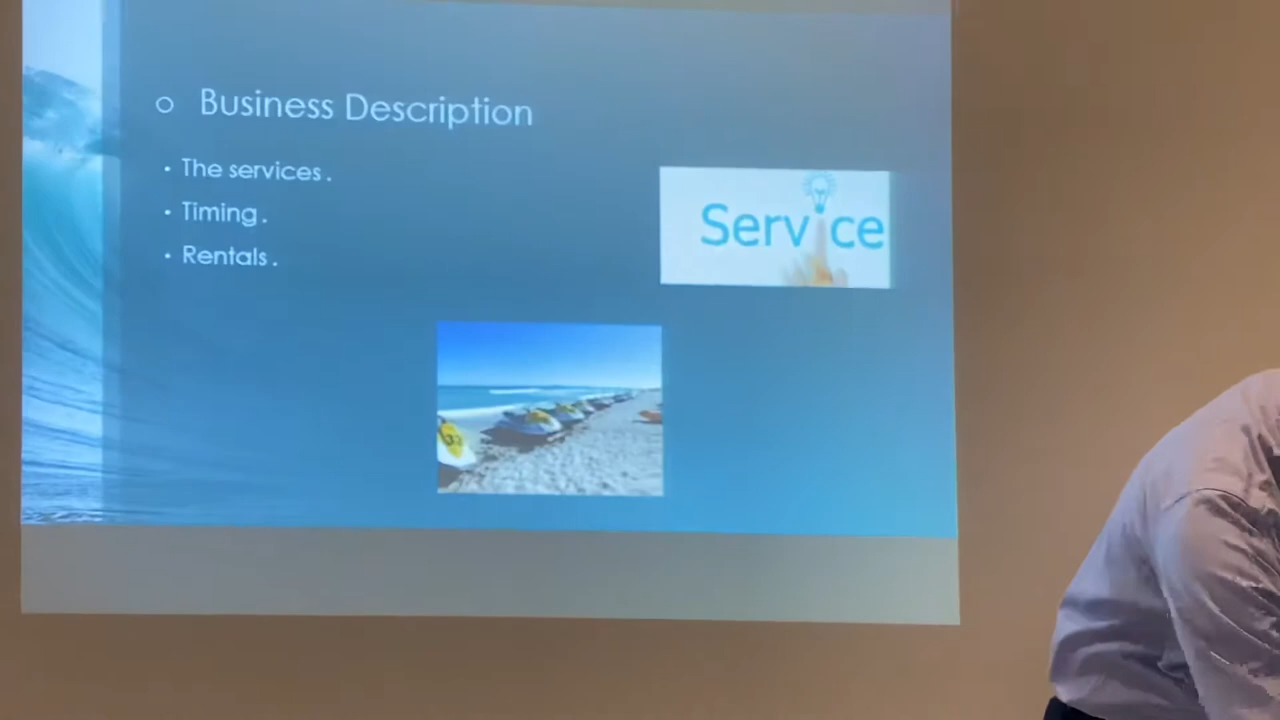 Business Description
The services.
Timing.
Rentals.
Service